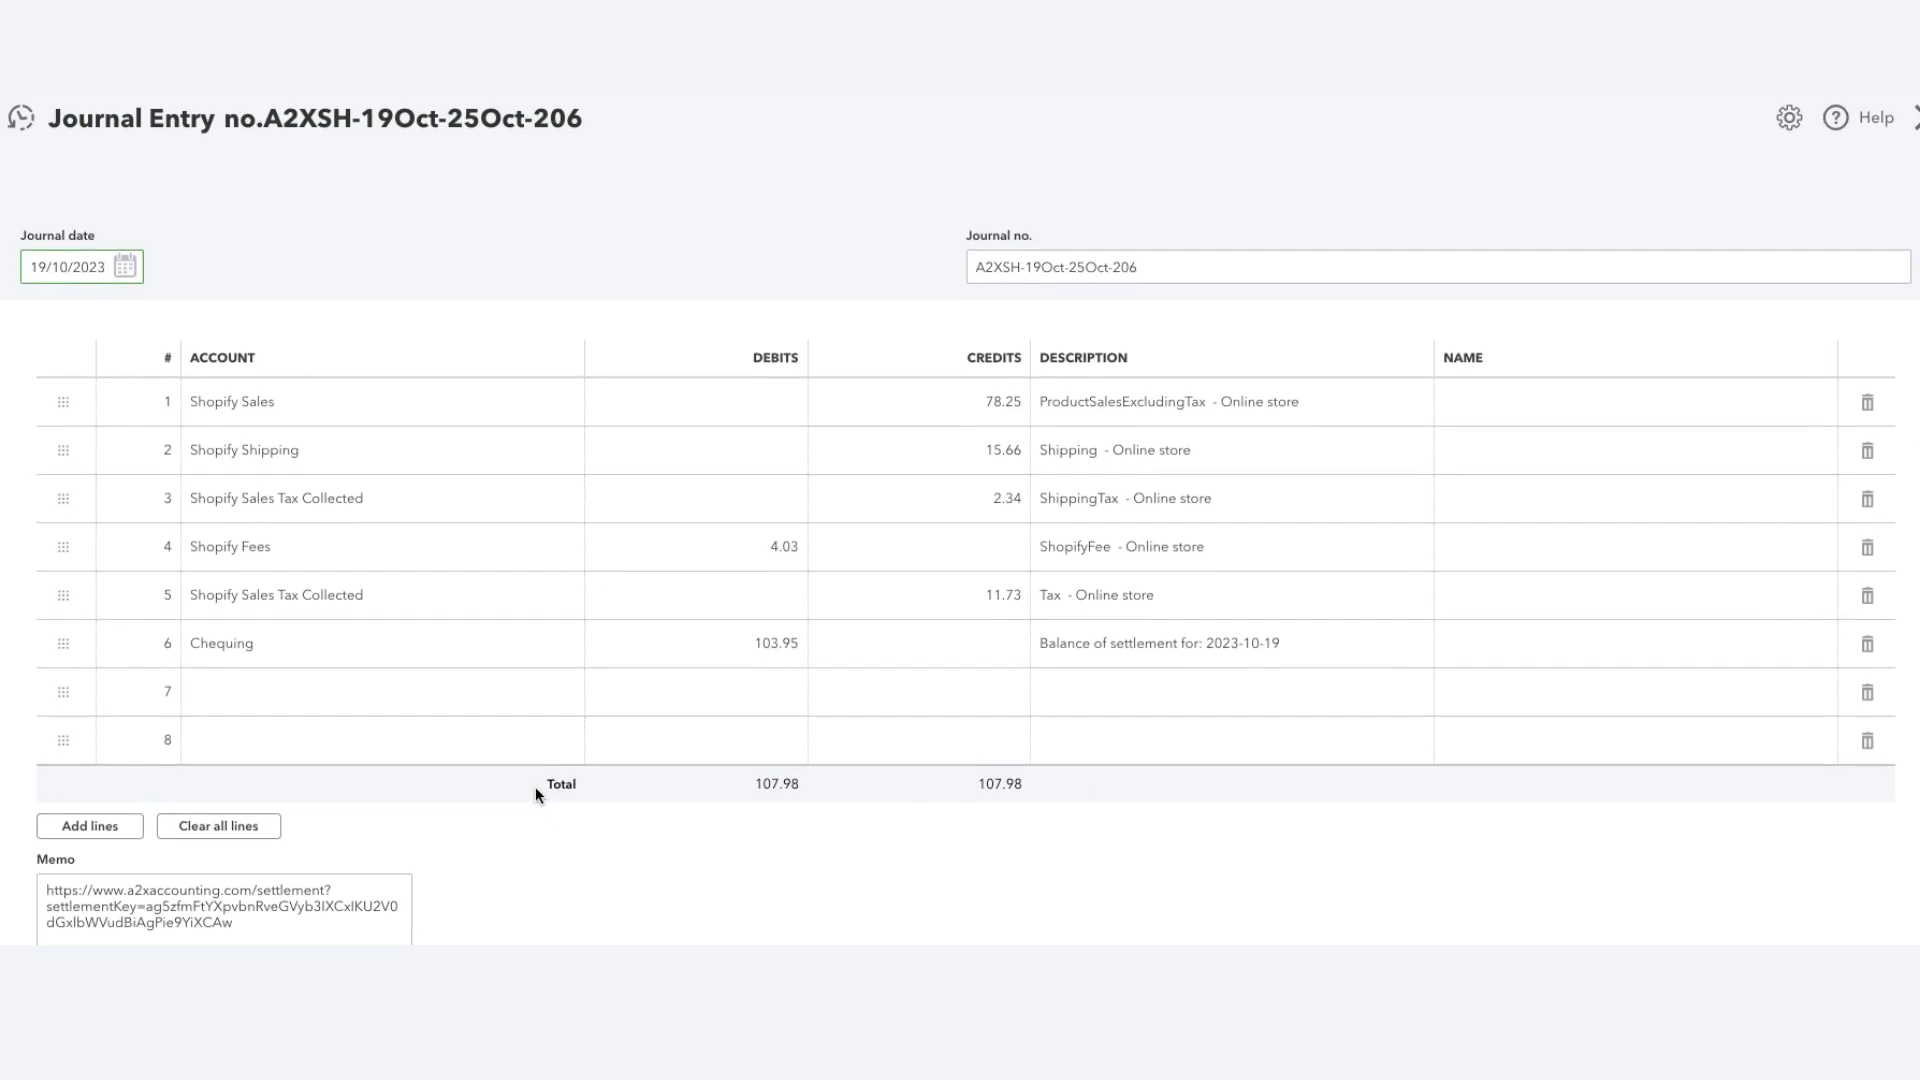 Journal Entry no.A2XSH-19Oct-25Oct-206
Help
Journal date
Journal no.
19/10/2023
A2XSH-19Oct-25Oct-206
# ACCOUNT DEBITS CREDITS DESCRIPTION NAME
1 Shopify Sales 78.25 ProductSalesExcludingTax - Online store
2 Shopify Shipping 15.66 Shipping - Online store
3 Shopify Sales Tax Collected 2.34 ShippingTax - Online store
4 Shopify Fees 4.03 ShopifyFee - Online store
5 Shopify Sales Tax Collected 11.73 Tax - Online store
6 Chequing 103.95 Balance of settlement for: 2023-10-19
7
8
Total 107.98 107.98
Add lines Clear all lines
Memo
https://www.a2xaccounting.com/settlement?
settlementKey=ag5zfmFtYXpvbnRveGVyb3IXCxIKU2V0
dGxlbWVudBiAgPie9YiXCAw